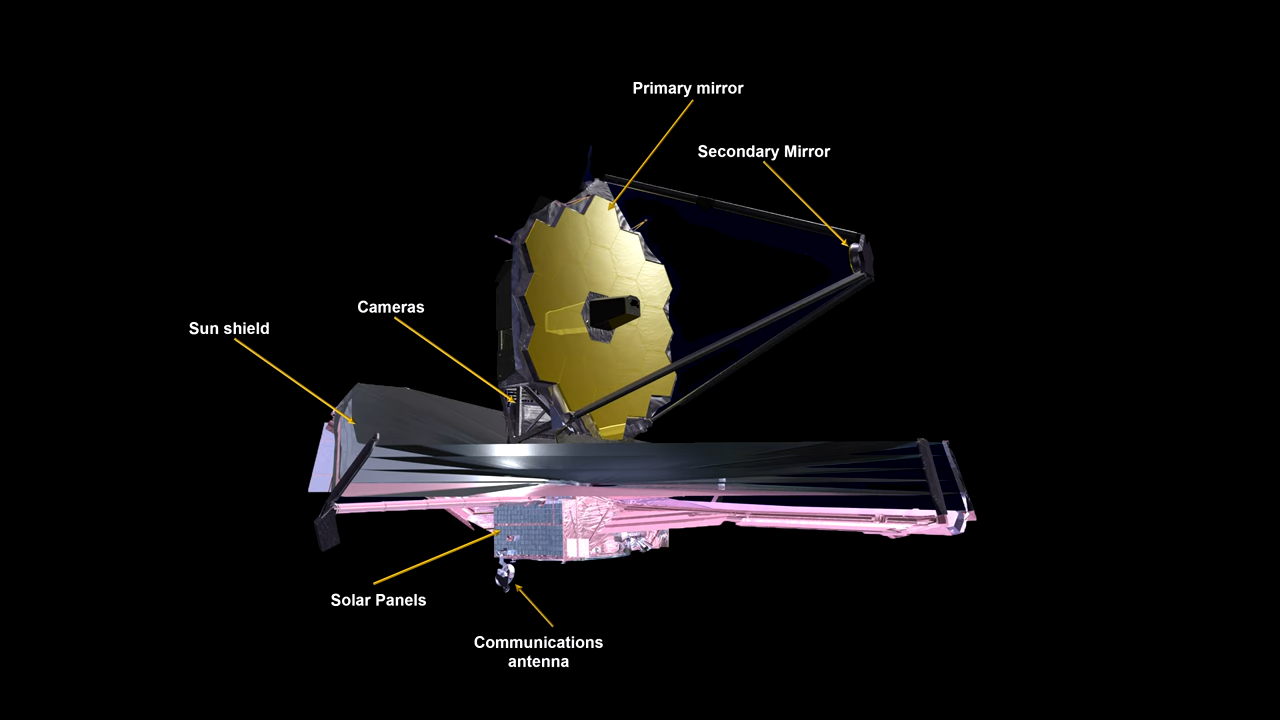 Primary mirror
Secondary Mirror
Cameras
Sun shield
Solar Panels
Communications
antenna